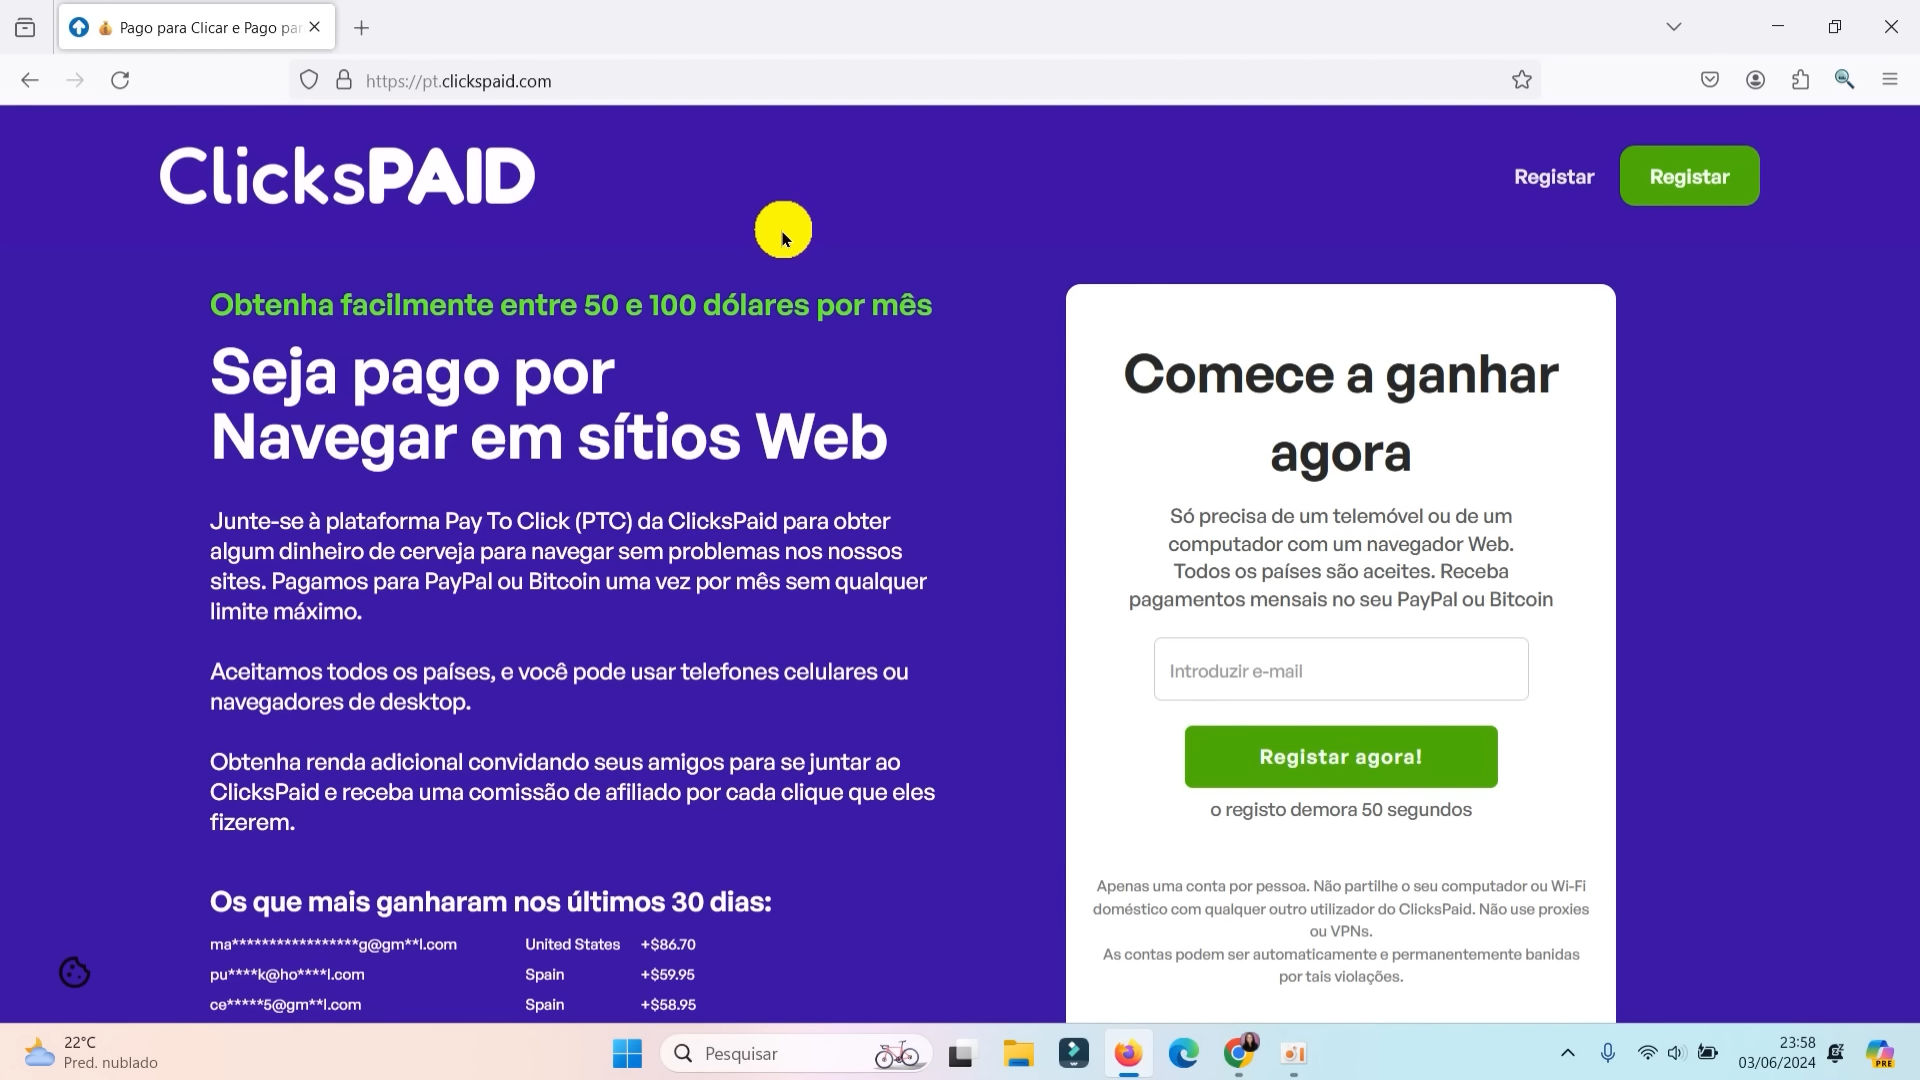 Pago para Clicar e Pago par
https://pt.clickspaid.com
ClicksPAID
Registar
Registar
Obtenha facilmente entre 50 e 100 dólares por mês
Seja pago por
Navegar em sítios Web
Junte-se à plataforma Pay To Click (PTC) da ClicksPaid para obter
algum dinheiro de cerveja para navegar sem problemas nos nossos
sites. Pagamos para PayPal ou Bitcoin uma vez por mês sem qualquer
limite máximo.
Aceitamos todos os países, e você pode usar telefones celulares ou
navegadores de desktop.
Obtenha renda adicional convidando seus amigos para se juntar ao
ClicksPaid e receba uma comissão de afiliado por cada clique que eles
fizerem.
Os que mais ganharam nos últimos 30 dias:
ma*****************g@gm**l.com United States +$86.70
pu****k@ho****l.com Spain +$59.95
ce*****5@gm**l.com Spain +$58.95
Comece a ganhar
agora
Só precisa de um telemóvel ou de um
computador com um navegador Web.
Todos os países são aceites. Receba
pagamentos mensais no seu PayPal ou Bitcoin
Introduzir e-mail
Registar agora!
o registo demora 50 segundos
Apenas uma conta por pessoa. Não partilhe o seu computador ou Wi-Fi
doméstico com qualquer outro utilizador do ClicksPaid. Não use proxies
ou VPNs.
As contas podem ser automaticamente e permanentemente banidas
por tais violações.
22°C
Pred. nublado
Pesquisar
23:58
03/06/2024
PRE